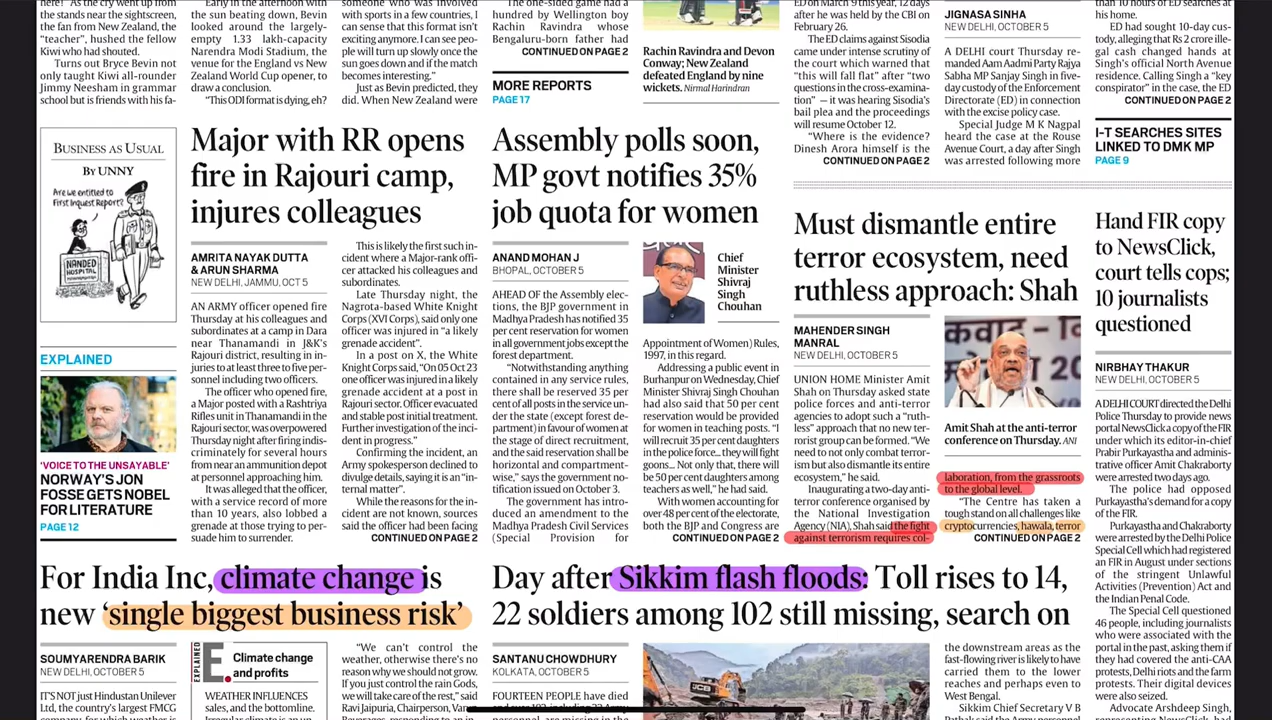 here! As the cry went up from
the stands near the sightscreen,
the fan from New Zealand, the
"teacher", hushed the fellow
Kiwi who had shouted.
Turns out Bryce Bevin not
only taught Kiwi all-rounder
Jimmy Neesham in grammar
school but is friends with his fa-
Early in the afternoon with
the sun beating down, Bevin
looked around the largely-
empty 1.33 lakh-capacity
Narendra Modi Stadium, the
venue for the England vs New
Zealand World Cup opener, to
draw a conclusion.
"This ODI format is dying, eh?
someone who was involved
with sports in a few countries, I
can sense that this format isn't
exciting anymore. I can see peo-
ple will turn up slowly once the
sun goes down and if the match
becomes interesting."
Just as Bevin predicted, they
did. When New Zealand were
The one-sided game had a
hundred by Wellington boy
Rachin Ravindra whose
Bengaluru-born father had
CONTINUED ON PAGE 2
MORE REPORTS
PAGE 17
Rachin Ravindra and Devon
Conway; New Zealand
defeated England by nine
wickets. Nirmal Harindran
ED on March 9 this year, 12 days
after he was held by the CBI on
February 26.
The ED claims against Sisodia
came under intense scrutiny of
the court which warned that
"this will fall flat" after "two
questions in the cross-examina-
tion" — it was hearing Sisodia's
bail plea and the proceedings
will resume October 12.
"Where is the evidence?
Dinesh Arora himself is the
CONTINUED ON PAGE 2
JIGNASA SINHA
NEW DELHI, OCTOBER 5
A DELHI court Thursday re-
manded Aam Aadmi Party Rajya
Sabha MP Sanjay Singh in five-
day custody of the Enforcement
Directorate (ED) in connection
with the excise policy case.
Special Judge M K Nagpal
heard the case at the Rouse
Avenue Court, a day after Singh
was arrested following more
than 10 hours of ED searches at
his home.
ED had sought 10-day cus-
tody, alleging that Rs 2 crore ille-
gal cash changed hands at
Singh's official North Avenue
residence. Calling Singh a "key
conspirator" in the case, the ED
CONTINUED ON PAGE 2
I-T SEARCHES SITES
LINKED TO DMK MP
PAGE 9
BUSINESS AS USUAL
BY UNNY
Are we entitled to
First Inquest Report?
NANDED
HOSPITAL
EXPLAINED
'VOICE TO THE UNSAYABLE'
NORWAY'S JON
FOSSE GETS NOBEL
FOR LITERATURE
PAGE 12
Major with RR opens
fire in Rajouri camp,
injures colleagues
AMRITA NAYAK DUTTA
& ARUN SHARMA
NEW DELHI, JAMMU, OCT 5
AN ARMY officer opened fire
Thursday at his colleagues and
subordinates at a camp in Dara
near Thanamandi in J&K's
Rajouri district, resulting in in-
juries to at least three to five per-
sonnel including two officers.
The officer who opened fire,
a Major posted with a Rashtriya
Rifles unit in Thanamandi in the
Rajouri sector, was overpowered
Thursday night after firing indis-
criminately for several hours
from near an ammunition depot
at personnel approaching him.
It was alleged that the officer,
with a service record of more
than 10 years, also lobbed a
grenade at those trying to per-
suade him to surrender.
This is likely the first such in-
cident where a Major-rank offi-
cer attacked his colleagues and
subordinates.
Late Thursday night, the
Nagrota-based White Knight
Corps (XVI Corps), said only one
officer was injured in "a likely
grenade accident".
In a post on X, the White
Knight Corps said, "On 05 Oct 23
one officer was injured in a likely
grenade accident at a post in
Rajouri sector. Officer evacuated
and stable post initial treatment.
Further investigation of the inci-
dent in progress."
Confirming the incident, an
Army spokesperson declined to
divulge details, saying it is an "in-
ternal matter".
While the reasons for the in-
cident are not known, sources
said the officer had been facing
CONTINUED ON PAGE 2
Assembly polls soon,
MP govt notifies 35%
job quota for women
ANAND MOHAN J
BHOPAL, OCTOBER 5
AHEAD OF the Assembly elec-
tions, the BJP government in
Madhya Pradesh has notified 35
per cent reservation for women
in all government jobs except the
forest department.
"Notwithstanding anything
contained in any service rules,
there shall be reserved 35 per
cent of all posts in the service un-
der the state (except forest de-
partment) in favour of women at
the stage of direct recruitment,
and the said reservation shall be
horizontal and compartment-
wise," says the government no-
tification issued on October 3.
The government has intro-
duced an amendment to the
Madhya Pradesh Civil Services
(Special Provision for
Chief
Minister
Shivraj
Singh
Chouhan
Appointment of Women) Rules,
1997, in this regard.
Addressing a public event in
Burhanpur on Wednesday, Chief
Minister Shivraj Singh Chouhan
had also said that 50 per cent
reservation would be provided
for women in teaching posts. "I
will recruit 35 per cent daughters
in the police force... they will fight
goons... Not only that, there will
be 50 per cent daughters among
teachers as well," he had said.
With women accounting for
over 48 per cent of the electorate,
both the BJP and Congress are
CONTINUED ON PAGE 2
Must dismantle entire
terror ecosystem, need
ruthless approach: Shah
MAHENDER SINGH
MANRAL
NEW DELHI, OCTOBER 5
UNION HOME Minister Amit
Shah on Thursday asked state
police forces and anti-terror
agencies to adopt such a "ruth-
less" approach that no new ter-
rorist group can be formed. "We
need to not only combat terror-
ism but also dismantle its entire
ecosystem," he said.
Inaugurating a two-day anti-
terror conference organised by
the National Investigation
Agency (NIA), Shah said the fight
against terrorism requires col-
Amit Shah at the anti-terror
conference on Thursday. ANI
laboration, from the grassroots
to the global level.
"The Centre has taken a
tough stand on all challenges like
cryptocurrencies, hawala, terror
CONTINUED ON PAGE 2
Hand FIR copy
to NewsClick,
court tells cops;
10 journalists
questioned
NIRBHAY THAKUR
NEW DELHI, OCTOBER 5
A DELHI COURT directed the Delhi
Police Thursday to provide news
portal NewsClick a copy of the FIR
under which its editor-in-chief
Prabir Purkayastha and adminis-
trative officer Amit Chakraborty
were arrested two days ago.
The police had opposed
Purkayastha's demand for a copy
of the FIR.
Purkayastha and Chakraborty
were arrested by the Delhi Police
Special Cell which had registered
an FIR in August under sections
of the stringent Unlawful
Activities (Prevention) Act and
the Indian Penal Code.
The Special Cell questioned
46 people, including journalists
who were associated with the
portal in the past, asking them if
they had covered the anti-CAA
protests, Delhi riots and the farm
protests. Their digital devices
were also seized.
Advocate Arshdeep Singh,
For India Inc, climate change is
new 'single biggest business risk'
SOUMYARENDRA BARIK
NEW DELHI, OCTOBER 5
IT'S NOT just Hindustan Unilever
Ltd, the country's largest FMCG
EXPLAINED
E.
Climate change
and profits
WEATHER INFLUENCES
sales, and the bottomline.
"We can't control the
weather, otherwise there's no
reason why we should not grow.
If you just control the rain Gods,
we will take care of the rest," said
Ravi Jaipuria, Chairperson,
Day after Sikkim flash floods: Toll rises to 14,
22 soldiers among 102 still missing, search on
SANTANU CHOWDHURY
KOLKATA, OCTOBER 5
FOURTEEN PEOPLE have died
the downstream areas as the
fast-flowing river is likely to have
carried them to the lower
reaches and perhaps even to
West Bengal.
Sikkim Chief Secretary V B